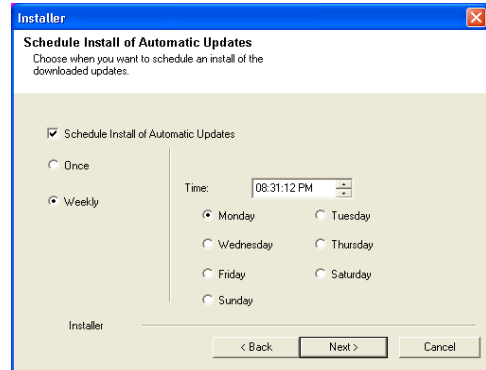 Installer
Schedule Install of Automatic Updates
Choose when you want to schedule an install of the
downloaded updates.
Schedule Install of Automatic Updates
Once
Weekly
Time: 08:31:12 PM
Monday Tuesday
Wednesday Thursday
Friday Saturday
Sunday
Installer
< Back Next > Cancel